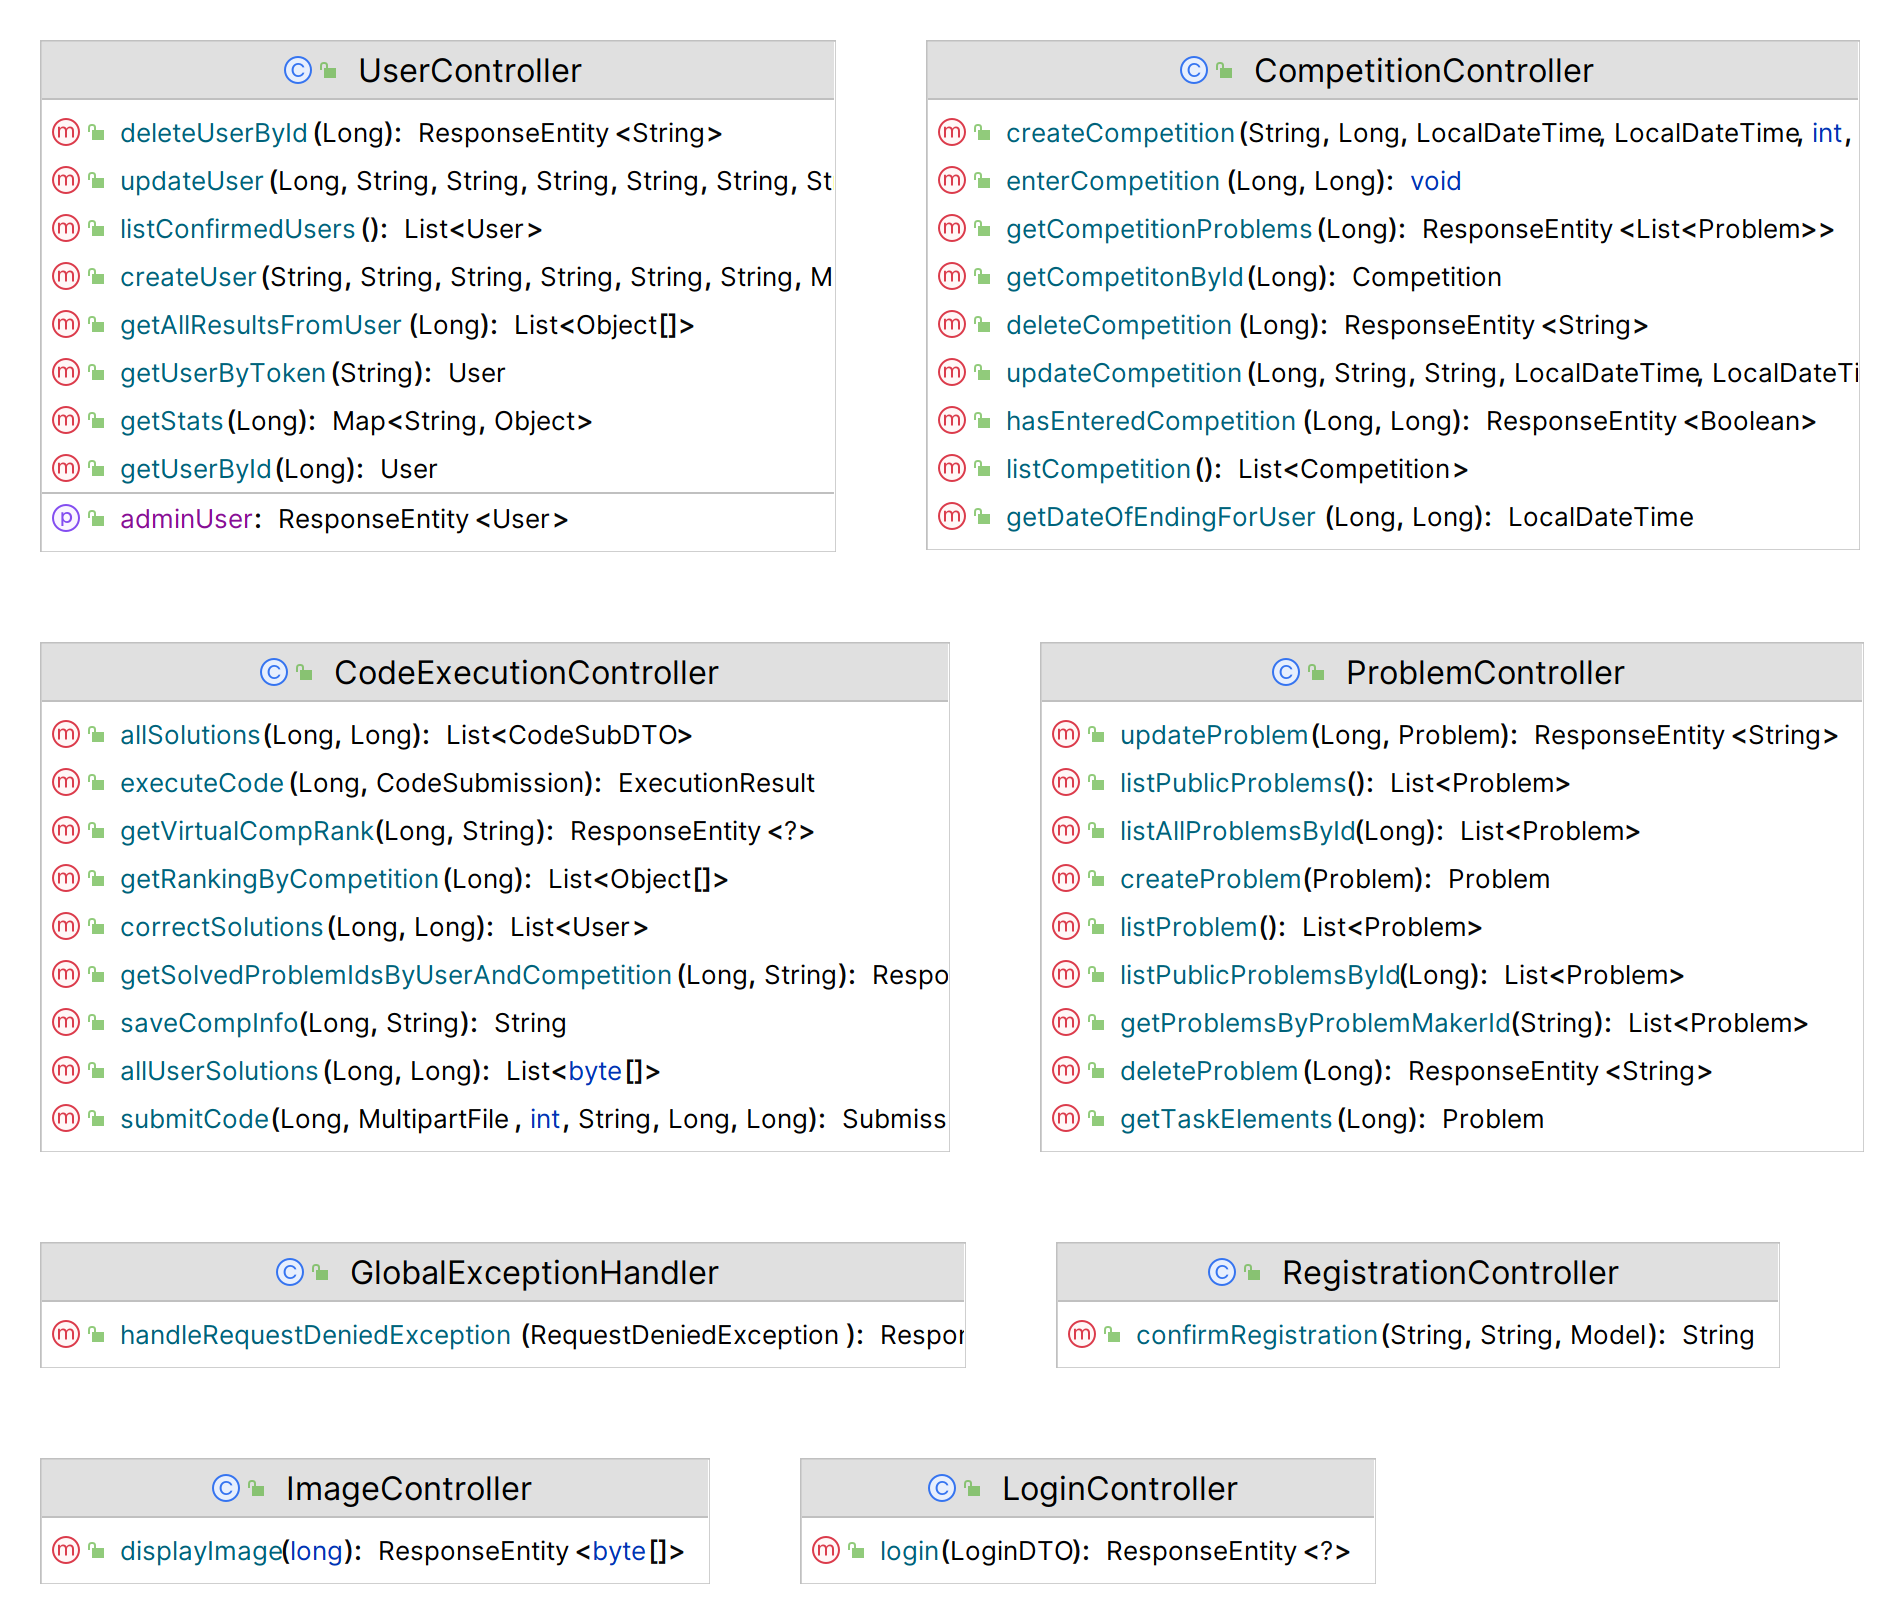 UserController
deleteUserById(Long): ResponseEntity<String>
updateUser(Long, String, String, String, String, String, St
listConfirmedUsers(): List<User>
createUser(String, String, String, String, String, String, M
getAllResultsFromUser(Long): List<Object[]>
getUserByToken(String): User
getStats(Long): Map<String, Object>
getUserById(Long): User
adminUser: ResponseEntity<User>
CompetitionController
createCompetition(String, Long, LocalDateTime, LocalDateTime, int,
enterCompetition(Long, Long): void
getCompetitionProblems(Long): ResponseEntity<List<Problem>>
getCompetitonById(Long): Competition
deleteCompetition(Long): ResponseEntity<String>
updateCompetition(Long, String, String, LocalDateTime, LocalDateTi
hasEnteredCompetition(Long, Long): ResponseEntity<Boolean>
listCompetition(): List<Competition>
getDateOfEndingForUser(Long, Long): LocalDateTime
CodeExecutionController
allSolutions(Long, Long): List<CodeSubDTO>
executeCode(Long, CodeSubmission): ExecutionResult
getVirtualCompRank(Long, String): ResponseEntity<?>
getRankingByCompetition(Long): List<Object[]>
correctSolutions(Long, Long): List<User>
getSolvedProblemIdsByUserAndCompetition(Long, String): Respo
saveCompInfo(Long, String): String
allUserSolutions(Long, Long): List<byte[]>
submitCode(Long, MultipartFile, int, String, Long, Long): Submiss
ProblemController
updateProblem(Long, Problem): ResponseEntity<String>
listPublicProblems(): List<Problem>
listAllProblemsById(Long): List<Problem>
createProblem(Problem): Problem
listProblem(): List<Problem>
listPublicProblemsById(Long): List<Problem>
getProblemsByProblemMakerId(String): List<Problem>
deleteProblem(Long): ResponseEntity<String>
getTaskElements(Long): Problem
GlobalExceptionHandler
handleRequestDeniedException(RequestDeniedException): Respon
RegistrationController
confirmRegistration(String, String, Model): String
ImageController
displayImage(long): ResponseEntity<byte[]>
LoginController
login(LoginDTO): ResponseEntity<?>